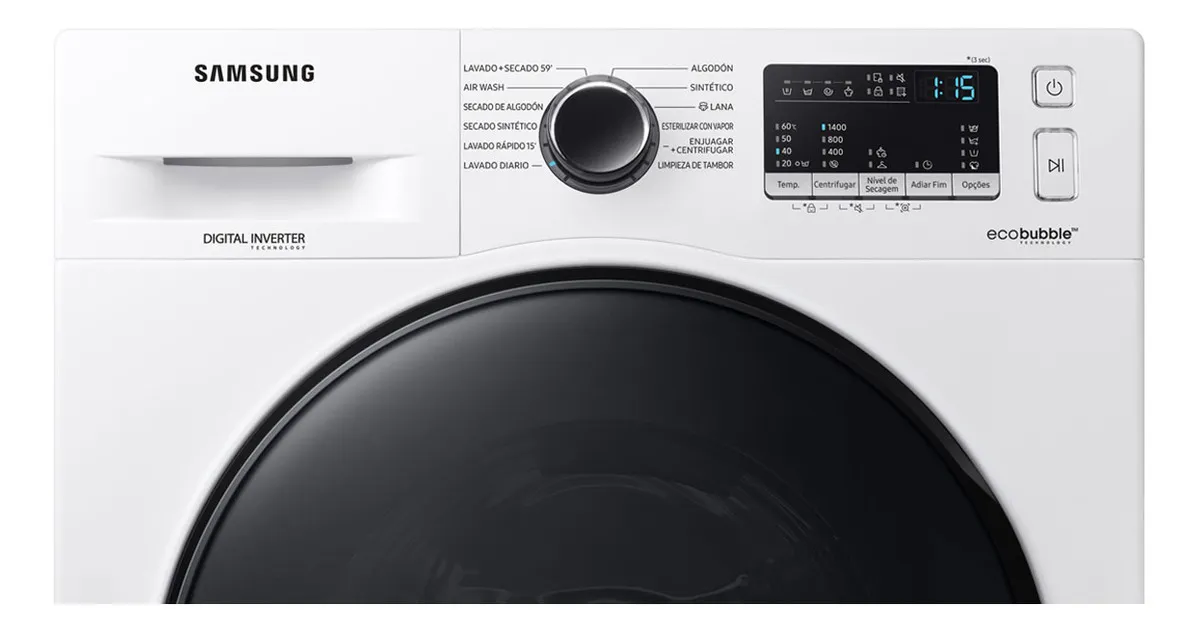 SAMSUNG
DIGITAL INVERTER
TECHNOLOGY
LAVADO+SECADO 59'
AIR WASH
SECADO DE ALGODÓN
SECADO SINTÉTICO
LAVADO RÁPIDO 15'
LAVADO DIARIO
ALGODÓN
SINTÉTICO
LANA
ESTERILIZAR CON VAPOR
ENJUAGAR
+CENTRIFUGAR
LIMPIEZA DE TAMBOR
*(3 sec)
1:15
60℃
50
40
20
1400
800
400
Temp.
Centrifugar
Nível de
Secagem
Adiar Fim
Opções
ecobubble™
TECHNOLOGY